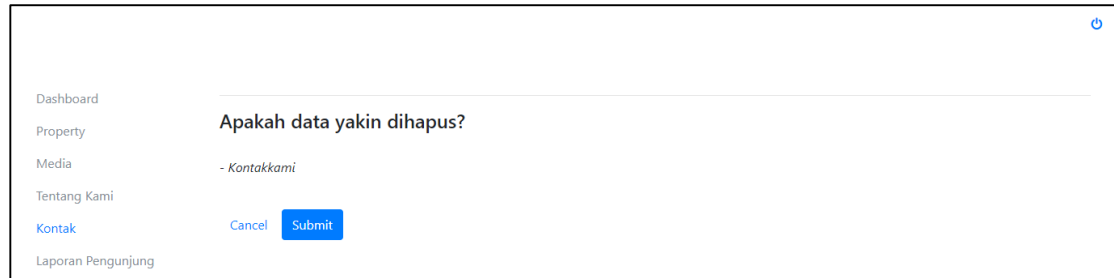 Dashboard
Property
Media
Tentang Kami
Kontak
Laporan Pengunjung
Apakah data yakin dihapus?
- Kontakkami
Cancel Submit